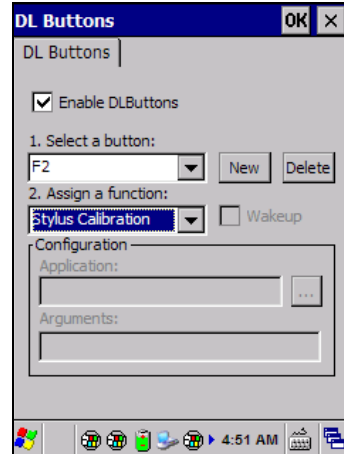 DL Buttons OK ×
DL Buttons
Enable DLButtons
1. Select a button:
F2 New Delete
2. Assign a function:
Stylus Calibration Wakeup
Configuration
Application:
...
Arguments:
4:51 AM